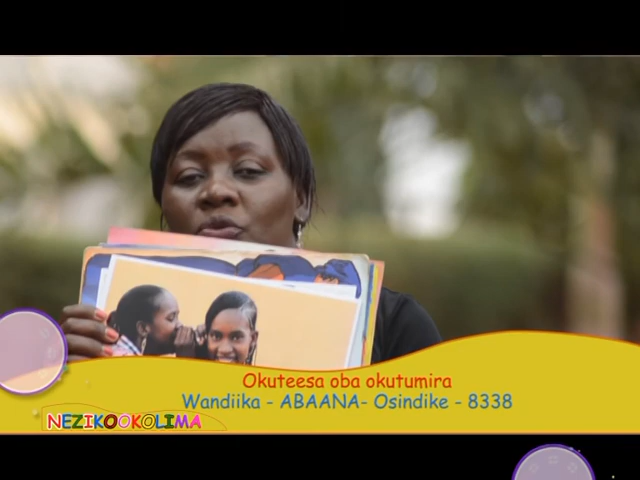 Okuteesa oba okutumira
Wandiika - ABAANA- Osindike - 8338
NEZIKOOKOLIMA